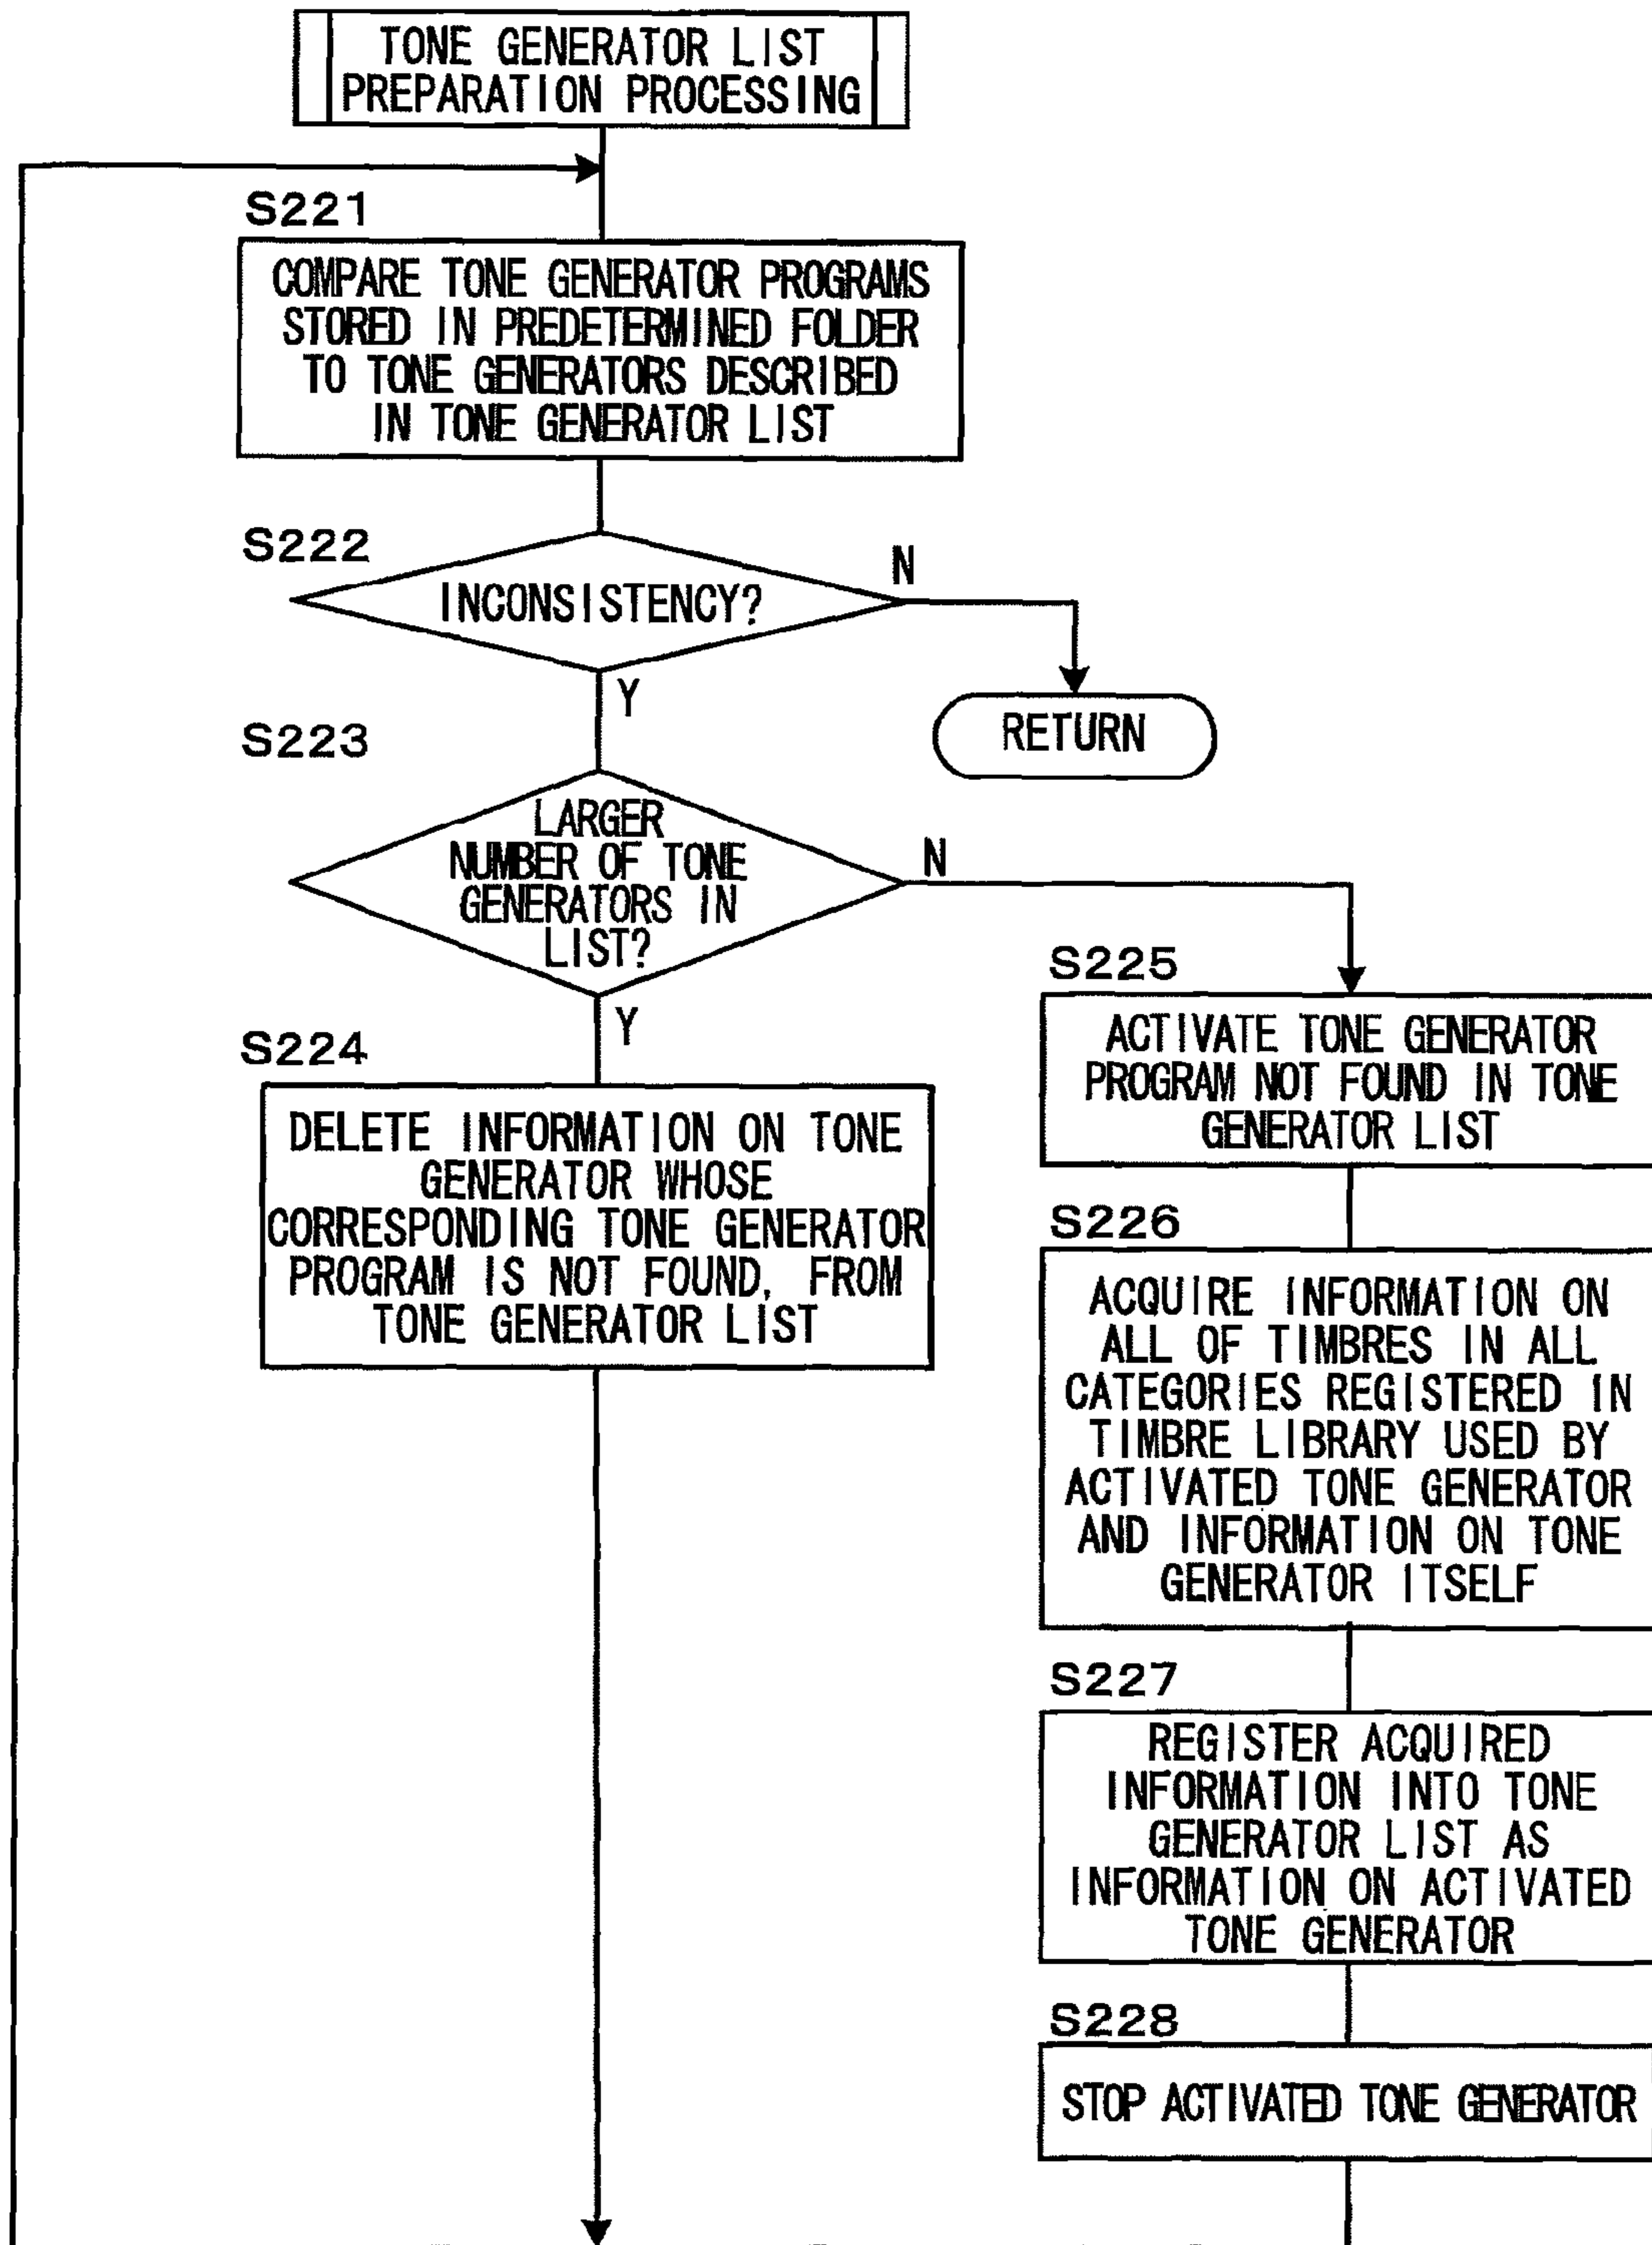 TONE GENERATOR LIST
PREPARATION PROCESSING
S221
COMPARE TONE GENERATOR PROGRAMS
STORED IN PREDETERMINED FOLDER
TO TONE GENERATORS DESCRIBED
IN TONE GENERATOR LIST
S222
INCONSISTENCY?
N
Y
RETURN
S223
LARGER
NUMBER OF TONE
GENERATORS IN
LIST?
N
Y
S224
DELETE INFORMATION ON TONE
GENERATOR WHOSE
CORRESPONDING TONE GENERATOR
PROGRAM IS NOT FOUND, FROM
TONE GENERATOR LIST
S225
ACTIVATE TONE GENERATOR
PROGRAM NOT FOUND IN TONE
GENERATOR LIST
S226
ACQUIRE INFORMATION ON
ALL OF TIMBRES IN ALL
CATEGORIES REGISTERED IN
TIMBRE LIBRARY USED BY
ACTIVATED TONE GENERATOR
AND INFORMATION ON TONE
GENERATOR ITSELF
S227
REGISTER ACQUIRED
INFORMATION INTO TONE
GENERATOR LIST AS
INFORMATION ON ACTIVATED
TONE GENERATOR
S228
STOP ACTIVATED TONE GENERATOR